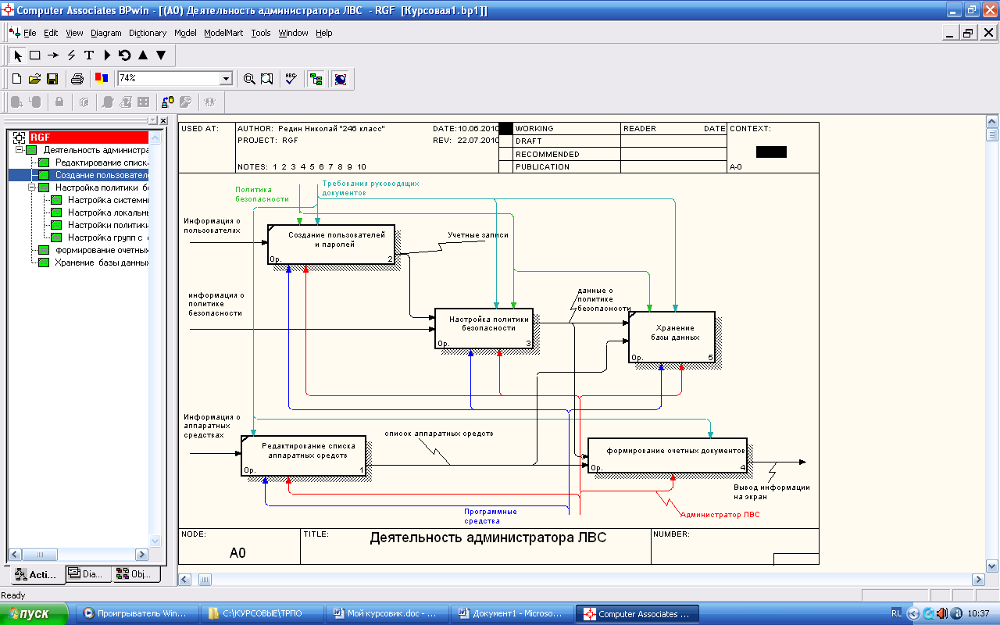 Computer Associates BPwin - [(A0) Деятельность администратора ЛВС - RGF [Курсовая1.bp1]]
File Edit View Diagram Dictionary Model ModelMart Tools Window Help
74%
RGF
Деятельность администра
Редактирование списка
Создание пользователе
Настройка политики бе
Настройка системн
Настройка локальн
Настройки политики
Настройка групп с
формирование очетных
Хранение базы данных
Acti...
Dia...
Obj...
USED AT:
AUTHOR: Редин Николай "246 класс"
DATE: 10.06.2010
PROJECT: RGF
REV: 22.07.2010
NOTES: 1 2 3 4 5 6 7 8 9 10
WORKING
DRAFT
RECOMMENDED
PUBLICATION
READER
DATE
CONTEXT:
A-0
Политика
безопасности
Требования руководящих
документов
Информация о
пользователях
Создание пользователей
и паролей
0р.
2
Учетные записи
информация о
политике
безопасности
Настройка политики
безопасности
0р.
3
данные о
политике
безопасности
Хранение
базы данных
0р.
5
Информация о
аппаратных
средствах
Редактирование списка
аппаратных средств
0р.
1
список аппаратных средств
формирование очетных документов
0р.
4
Вывод информации
на экран
Программные
средства
Администратор ЛВС
NODE:
A0
TITLE:
Деятельность администратора ЛВС
NUMBER:
Ready
пуск
Проигрыватель Win...
C:\КУРСОВЫЕ\ТРПО
Мой курсовик.doc - ...
Документ1 - Microso...
Computer Associates ...
RL
10:37